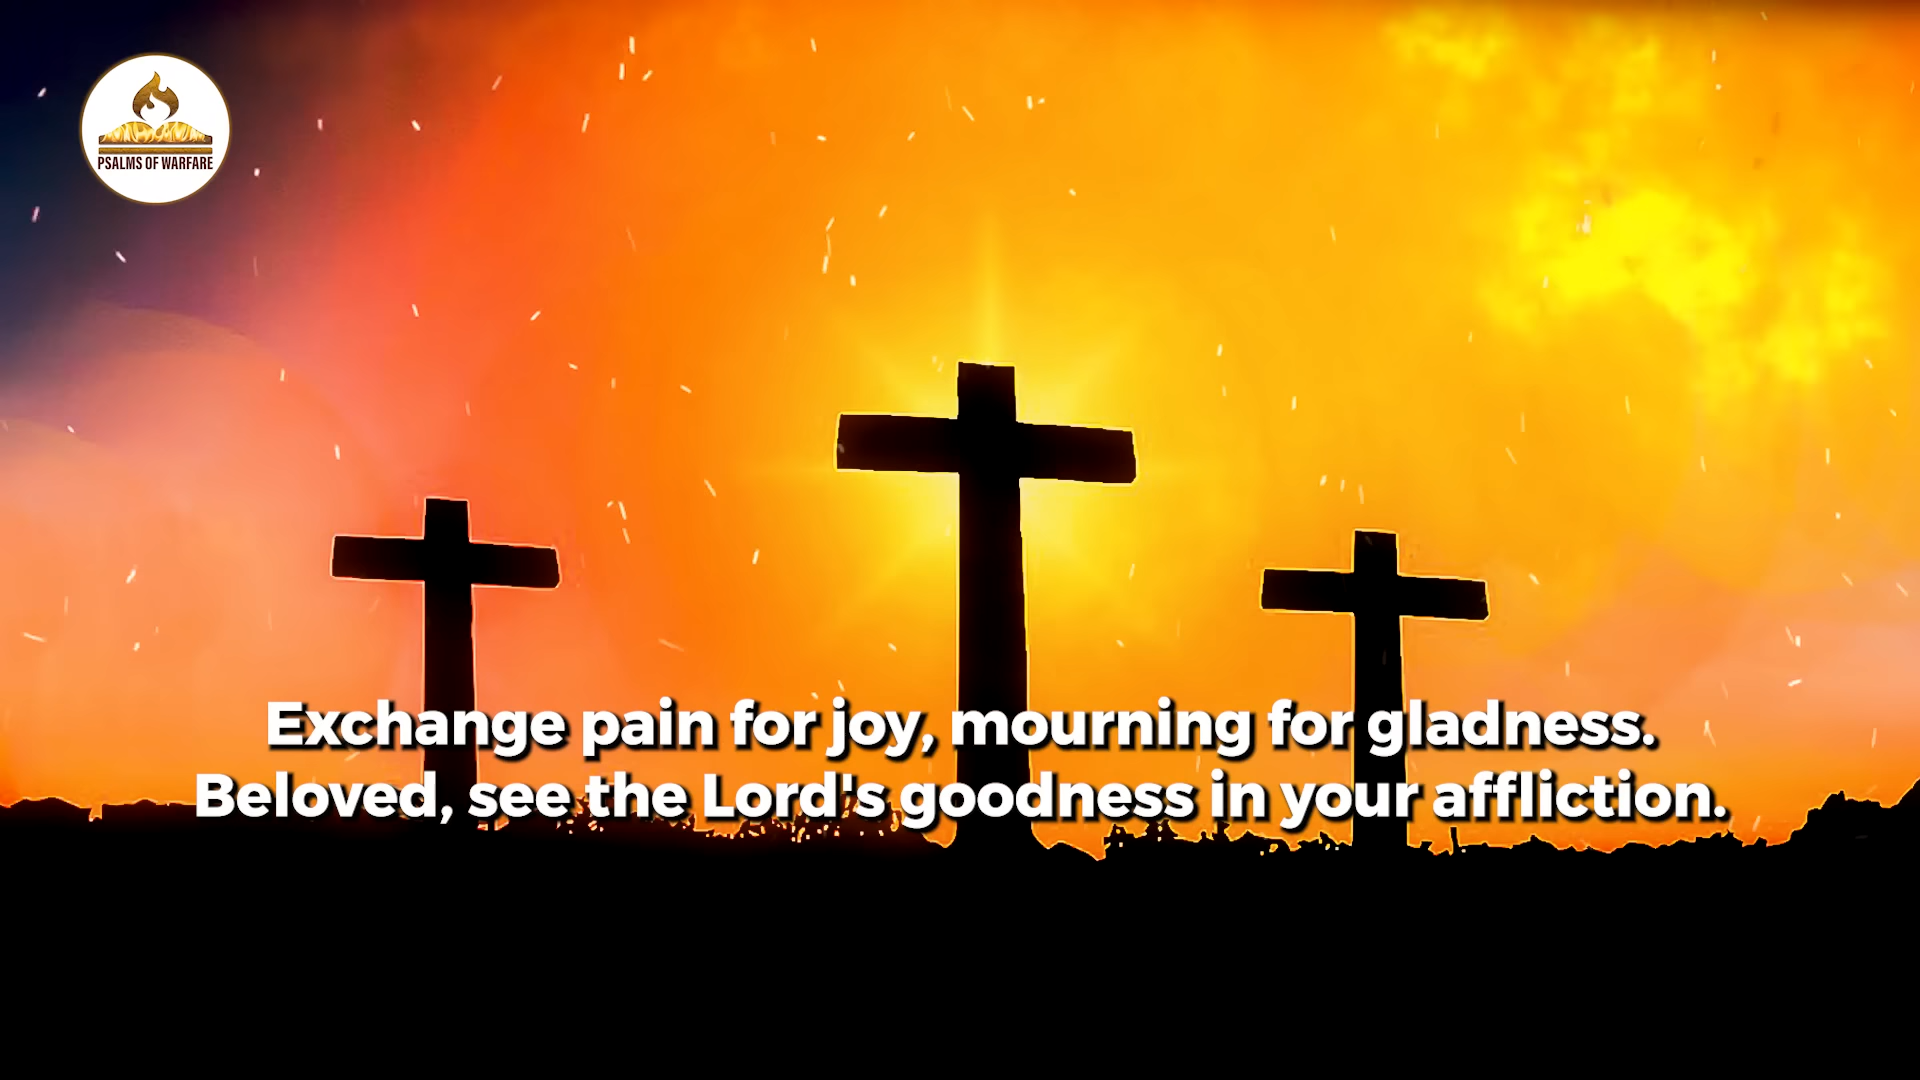 PSALMS OF WARFARE
Exchange pain for joy, mourning for gladness.
Beloved, see the Lord's goodness in your affliction.